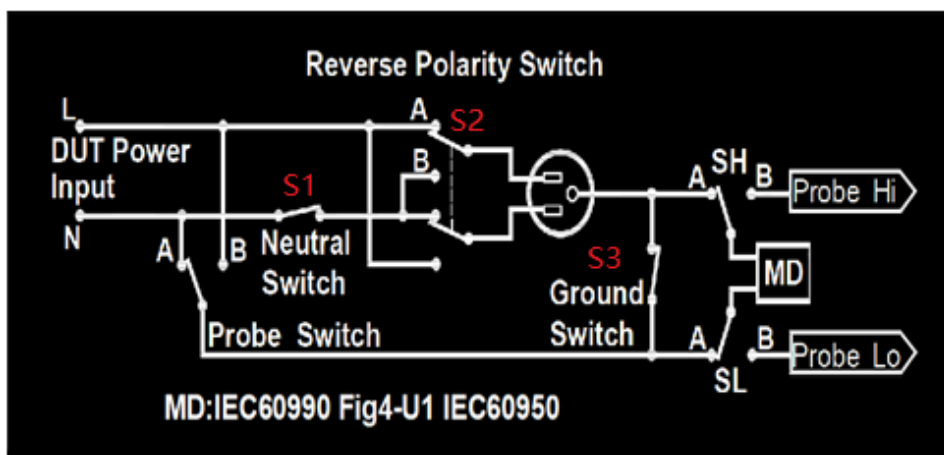 Reverse Polarity Switch
L
A
S2
DUT Power
Input
B
S1
SH
A
B
Probe Hi
N
A
B
Neutral
Switch
S3
Ground
Switch
MD
Probe Switch
A
B
Probe Lo
SL
MD:IEC60990 Fig4-U1 IEC60950